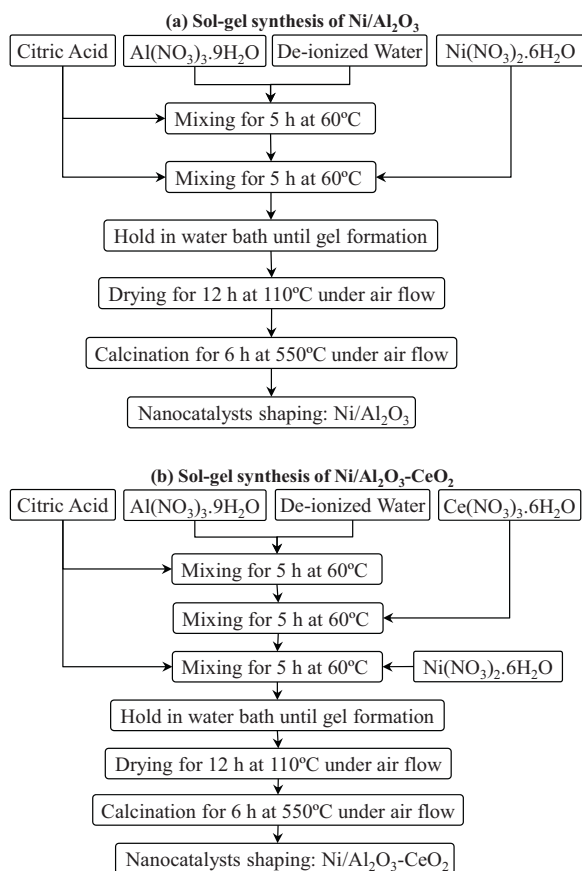 (a) Sol-gel synthesis of Ni/Al₂O₃
Citric Acid
Al(NO₃)₃.9H₂O
De-ionized Water
Ni(NO₃)₂.6H₂O
Mixing for 5 h at 60ºC
Mixing for 5 h at 60ºC
Hold in water bath until gel formation
Drying for 12 h at 110ºC under air flow
Calcination for 6 h at 550ºC under air flow
Nanocatalysts shaping: Ni/Al₂O₃
(b) Sol-gel synthesis of Ni/Al₂O₃-CeO₂
Citric Acid
Al(NO₃)₃.9H₂O
De-ionized Water
Ce(NO₃)₃.6H₂O
Mixing for 5 h at 60ºC
Mixing for 5 h at 60ºC
Mixing for 5 h at 60ºC
Ni(NO₃)₂.6H₂O
Hold in water bath until gel formation
Drying for 12 h at 110ºC under air flow
Calcination for 6 h at 550ºC under air flow
Nanocatalysts shaping: Ni/Al₂O₃-CeO₂